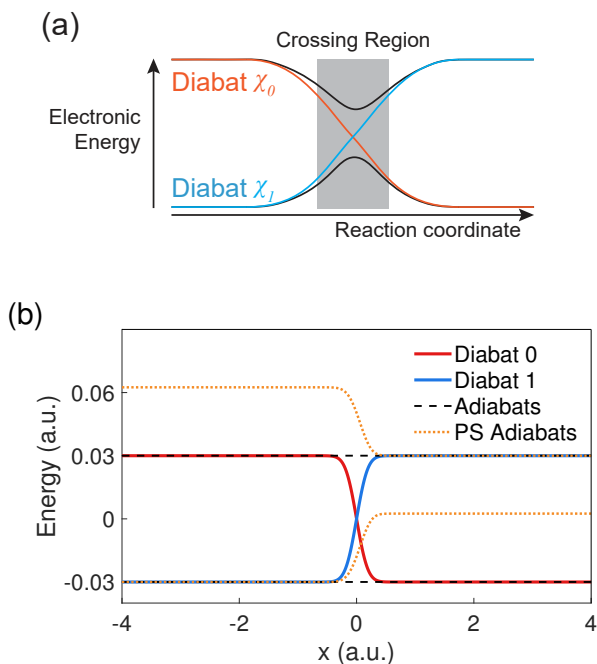 (a)
Crossing Region
Diabat χ0
Electronic
Energy
Diabat χ1
Reaction coordinate
(b)
Diabat 0
Diabat 1
Adiabats
PS Adiabats
Energy (a.u.)
0.06
0.03
0
-0.03
-4 -2 0 2 4
x (a.u.)